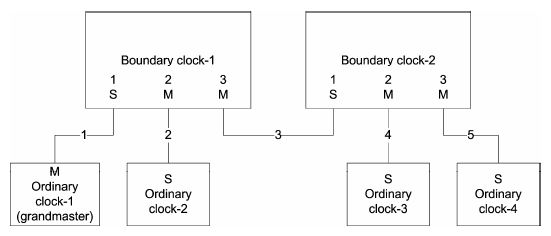 Boundary clock-1
1 2 3
S M M
Boundary clock-2
1 2 3
S M M
1 2 3 4 5
M
Ordinary
clock-1
(grandmaster)
S
Ordinary
clock-2
S
Ordinary
clock-3
S
Ordinary
clock-4